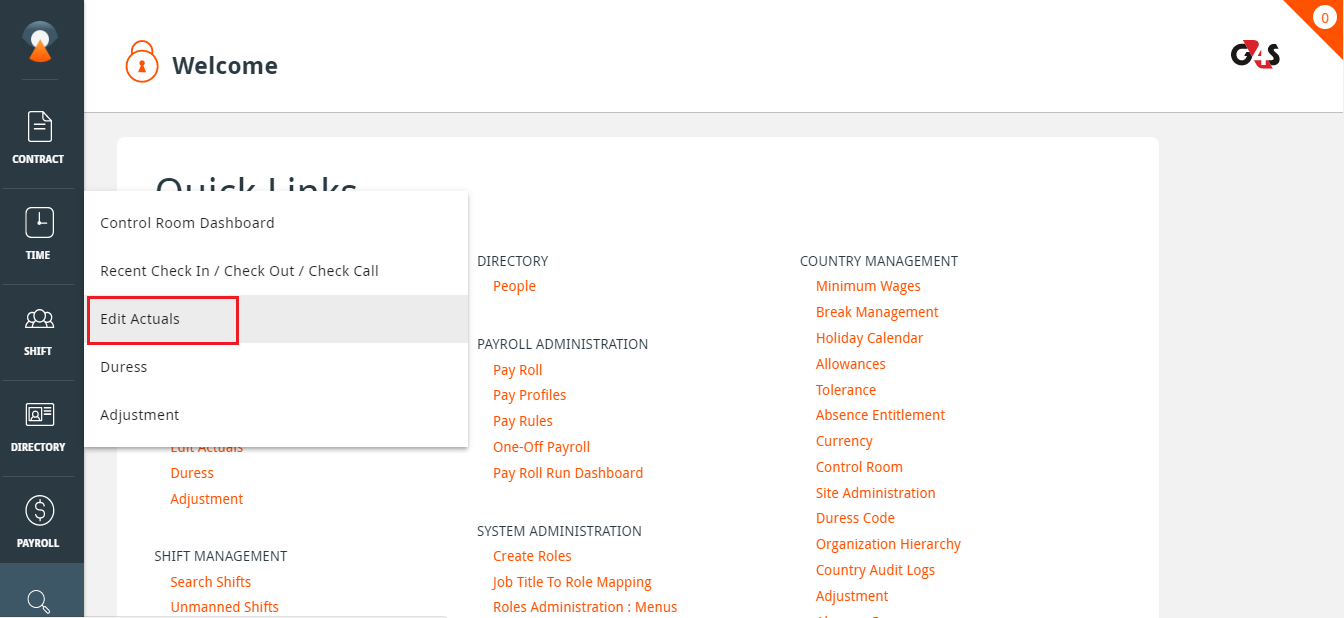 0
Welcome
G4S
CONTRACT
TIME
SHIFT
DIRECTORY
PAYROLL
Quick Links
Control Room Dashboard
Recent Check In / Check Out / Check Call
Edit Actuals
Duress
Adjustment
Edit Actuals
Duress
Adjustment
SHIFT MANAGEMENT
Search Shifts
Unmanned Shifts
DIRECTORY
People
PAYROLL ADMINISTRATION
Pay Roll
Pay Profiles
Pay Rules
One-Off Payroll
Pay Roll Run Dashboard
SYSTEM ADMINISTRATION
Create Roles
Job Title To Role Mapping
Roles Administration : Menus
COUNTRY MANAGEMENT
Minimum Wages
Break Management
Holiday Calendar
Allowances
Tolerance
Absence Entitlement
Currency
Control Room
Site Administration
Duress Code
Organization Hierarchy
Country Audit Logs
Adjustment